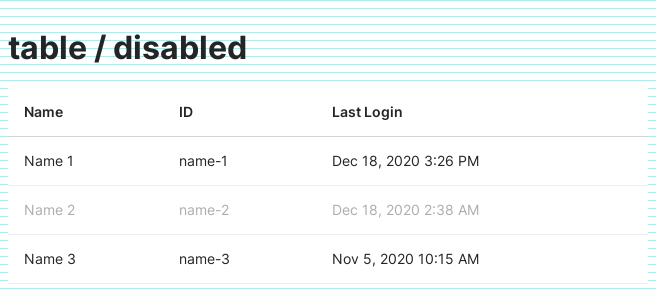 table / disabled
Name ID Last Login
Name 1 name-1 Dec 18, 2020 3:26 PM
Name 2 name-2 Dec 18, 2020 2:38 AM
Name 3 name-3 Nov 5, 2020 10:15 AM